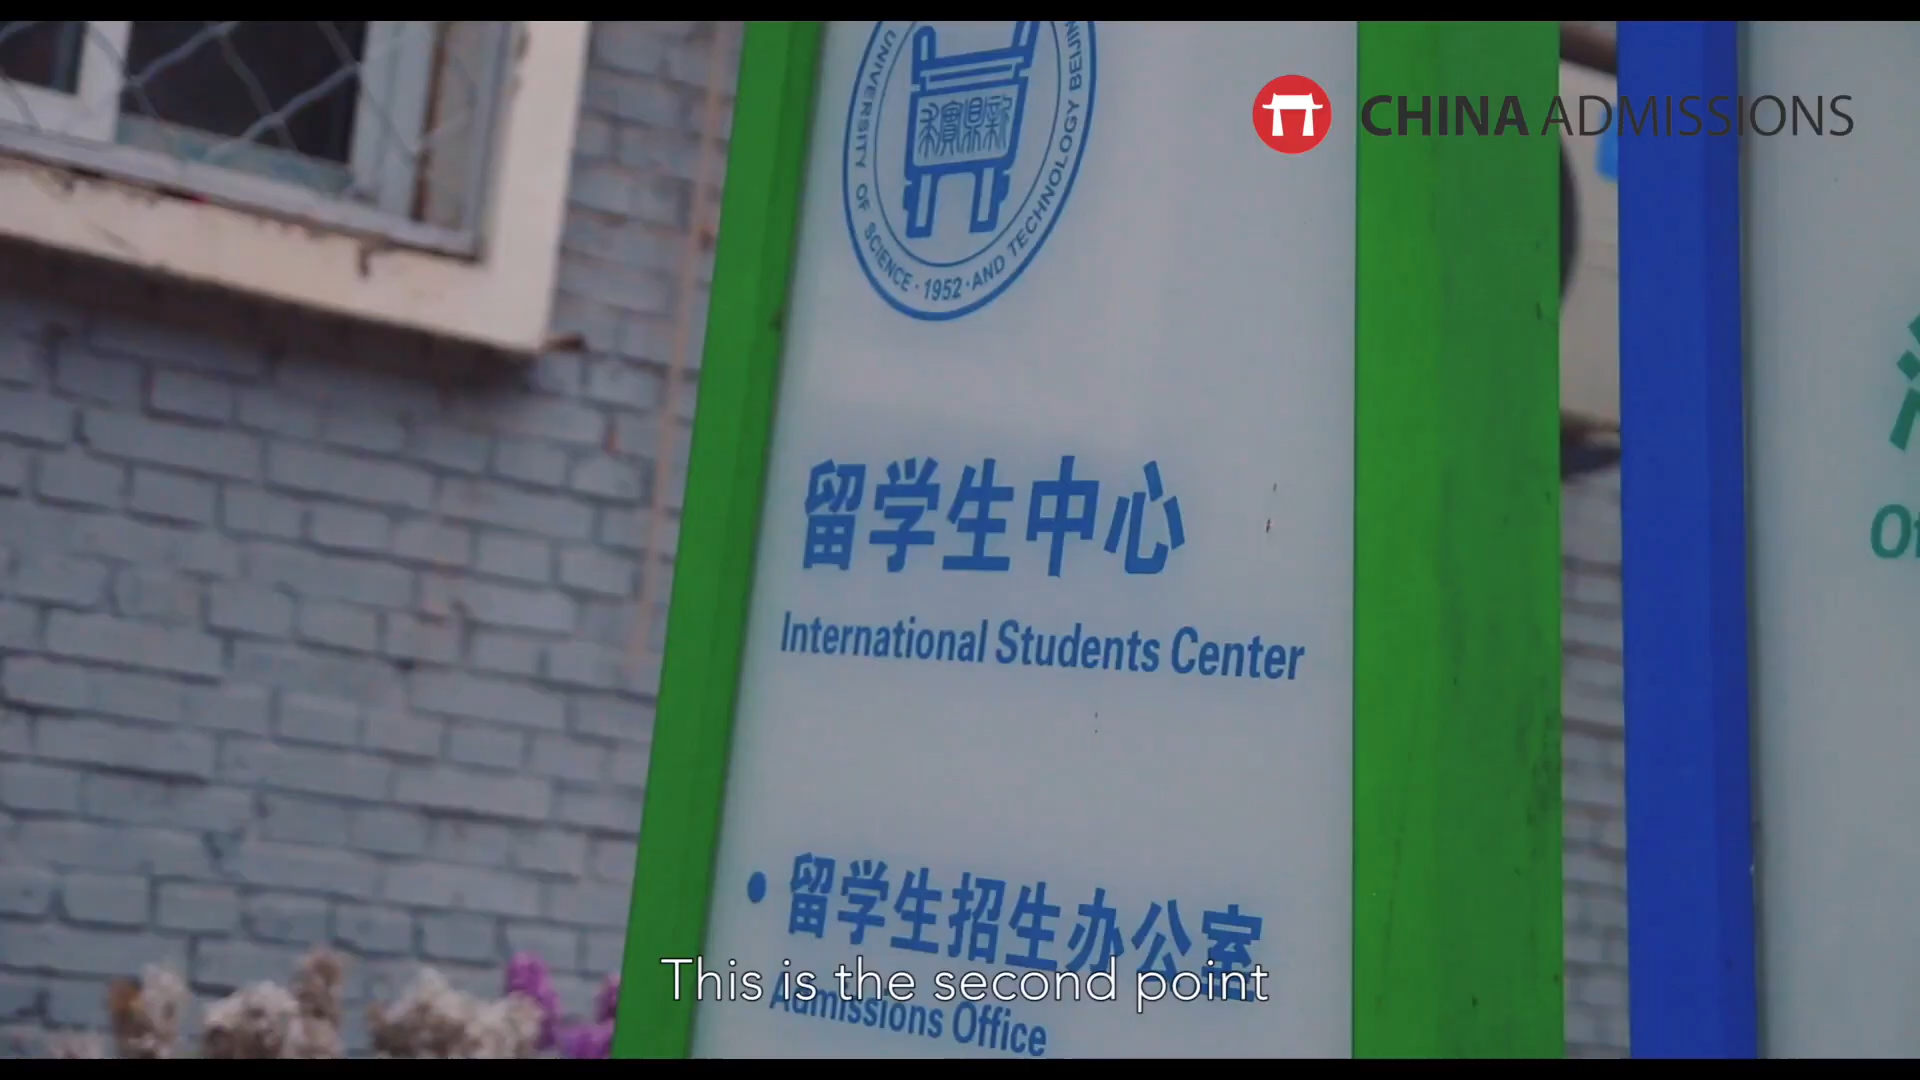 UNIVERSITY OF SCIENCE · 1952 · AND TECHNOLOGY BEIJIN
CHINA ADMISSIONS
留学生中心
International Students Center
• 留学生招生办公室
This is the second point
Admissions Office